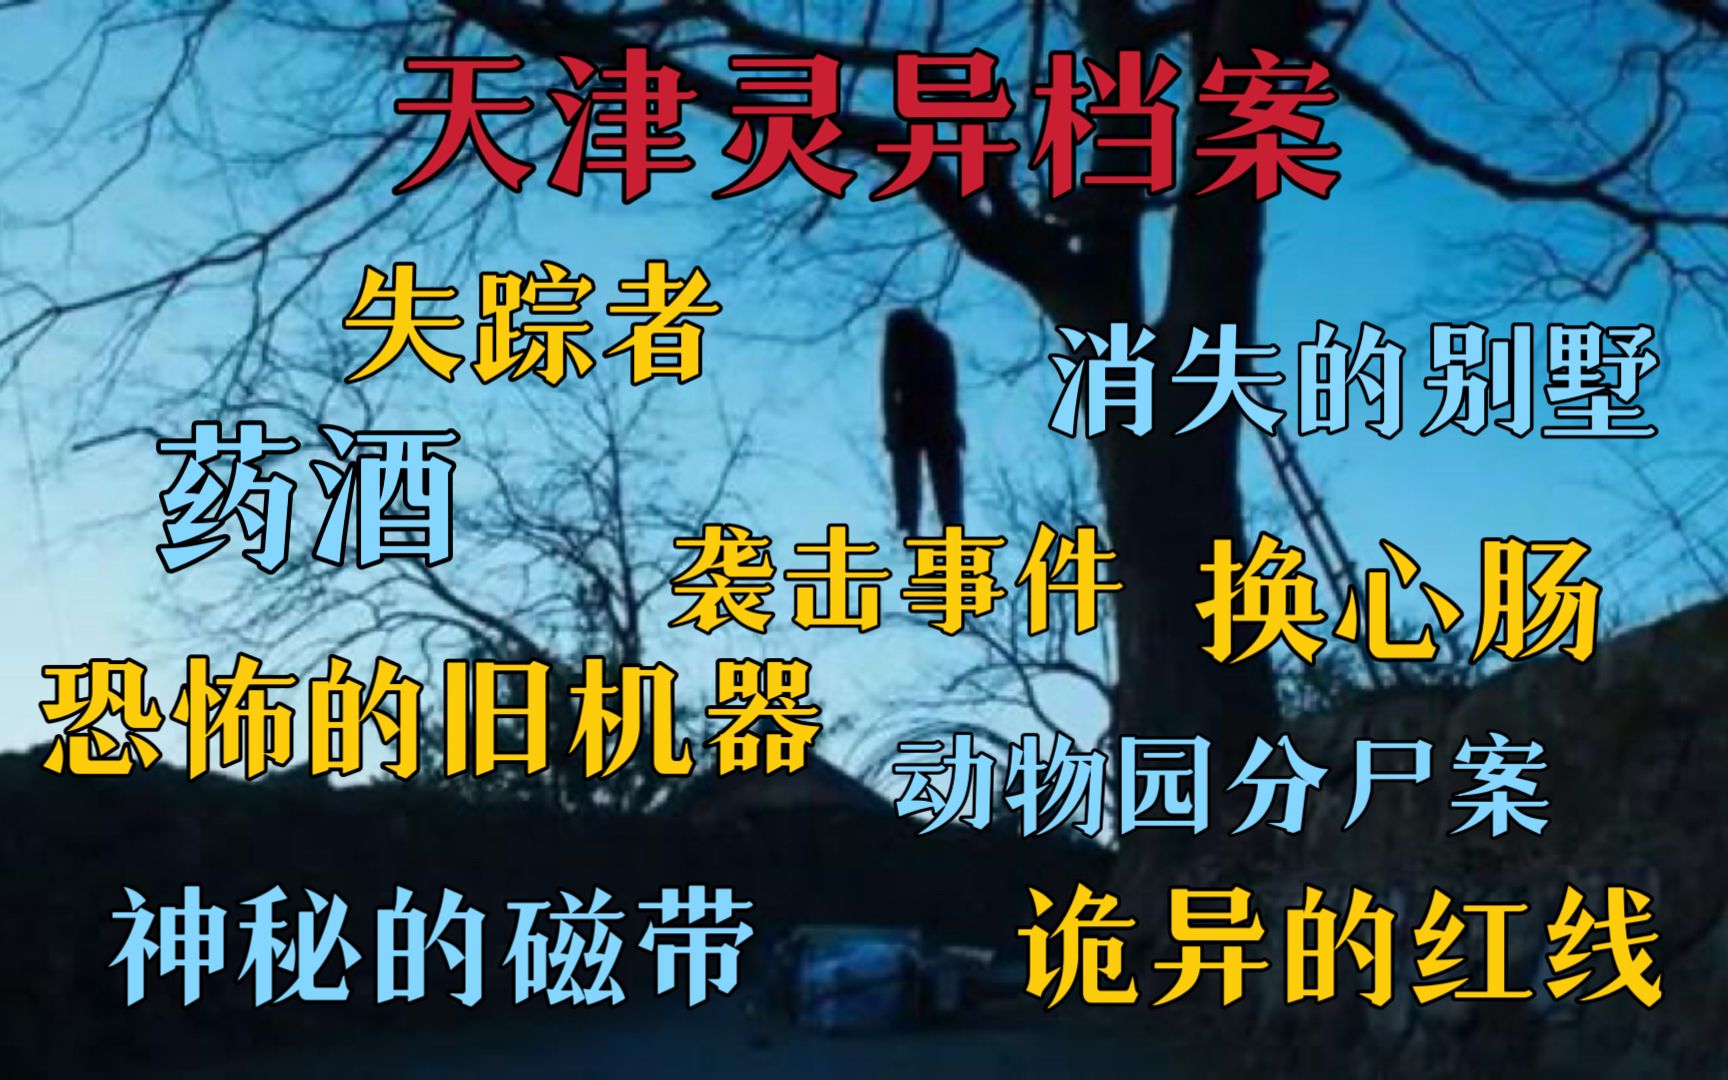 天津灵异档案
失踪者
消失的别墅
药酒
袭击事件
换心肠
恐怖的旧机器
动物园分尸案
神秘的磁带
诡异的红线